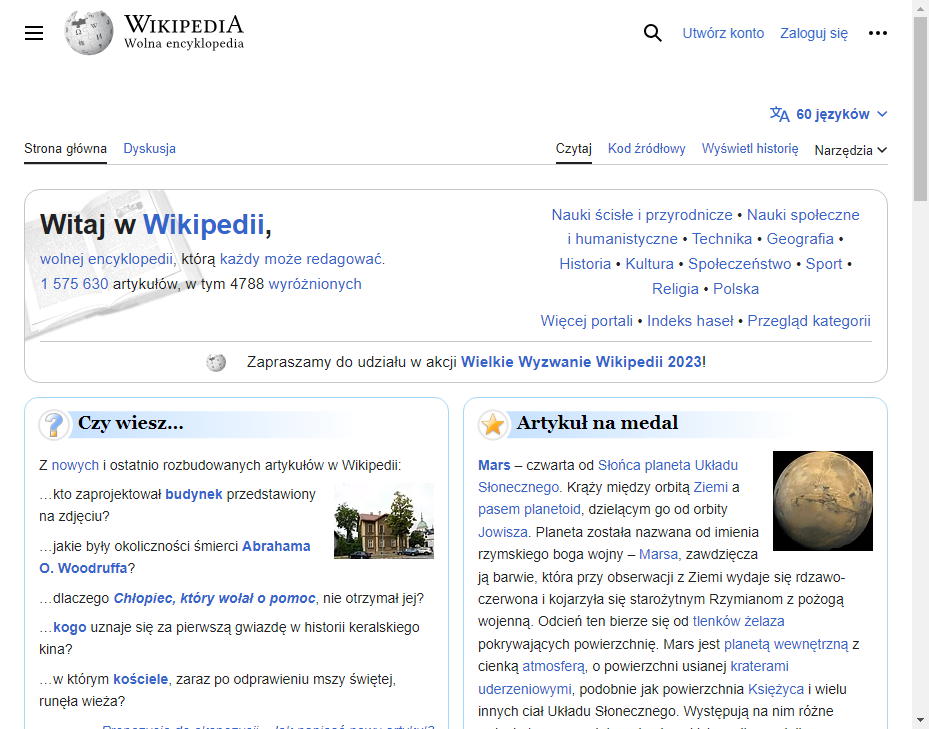 WIKIPEDIA
Wolna encyklopedia
Utwórz konto Zaloguj się
60 języków
Strona główna Dyskusja Czytaj Kod źródłowy Wyświetl historię Narzędzia
Witaj w Wikipedii,
wolnej encyklopedii, którą każdy może redagować.
1 575 630 artykułów, w tym 4788 wyróżnionych
Nauki ścisłe i przyrodnicze • Nauki społeczne
i humanistyczne • Technika • Geografia •
Historia • Kultura • Społeczeństwo • Sport •
Religia • Polska
Więcej portali • Indeks haseł • Przegląd kategorii
Zapraszamy do udziału w akcji Wielkie Wyzwanie Wikipedii 2023!
Czy wiesz...
Z nowych i ostatnio rozbudowanych artykułów w Wikipedii:
…kto zaprojektował budynek przedstawiony
na zdjęciu?
…jakie były okoliczności śmierci Abrahama
O. Woodruffa?
…dlaczego Chłopiec, który wołał o pomoc, nie otrzymał jej?
…kogo uznaje się za pierwszą gwiazdę w historii keralskiego
kina?
…w którym kościele, zaraz po odprawieniu mszy świętej,
runęła wieża?
Artykuł na medal
Mars – czwarta od Słońca planeta Układu
Słonecznego. Krąży między orbitą Ziemi a
pasem planetoid, dzielącym go od orbity
Jowisza. Planeta została nazwana od imienia
rzymskiego boga wojny – Marsa, zawdzięcza
ją barwie, która przy obserwacji z Ziemi wydaje się rdzawo-
czerwona i kojarzyła się starożytnym Rzymianom z pożogą
wojenną. Odcień ten bierze się od tlenków żelaza
pokrywających powierzchnię. Mars jest planetą wewnętrzną z
cienką atmosferą, o powierzchni usianej kraterami
uderzeniowymi, podobnie jak powierzchnia Księżyca i wielu
innych ciał Układu Słonecznego. Występują na nim różne